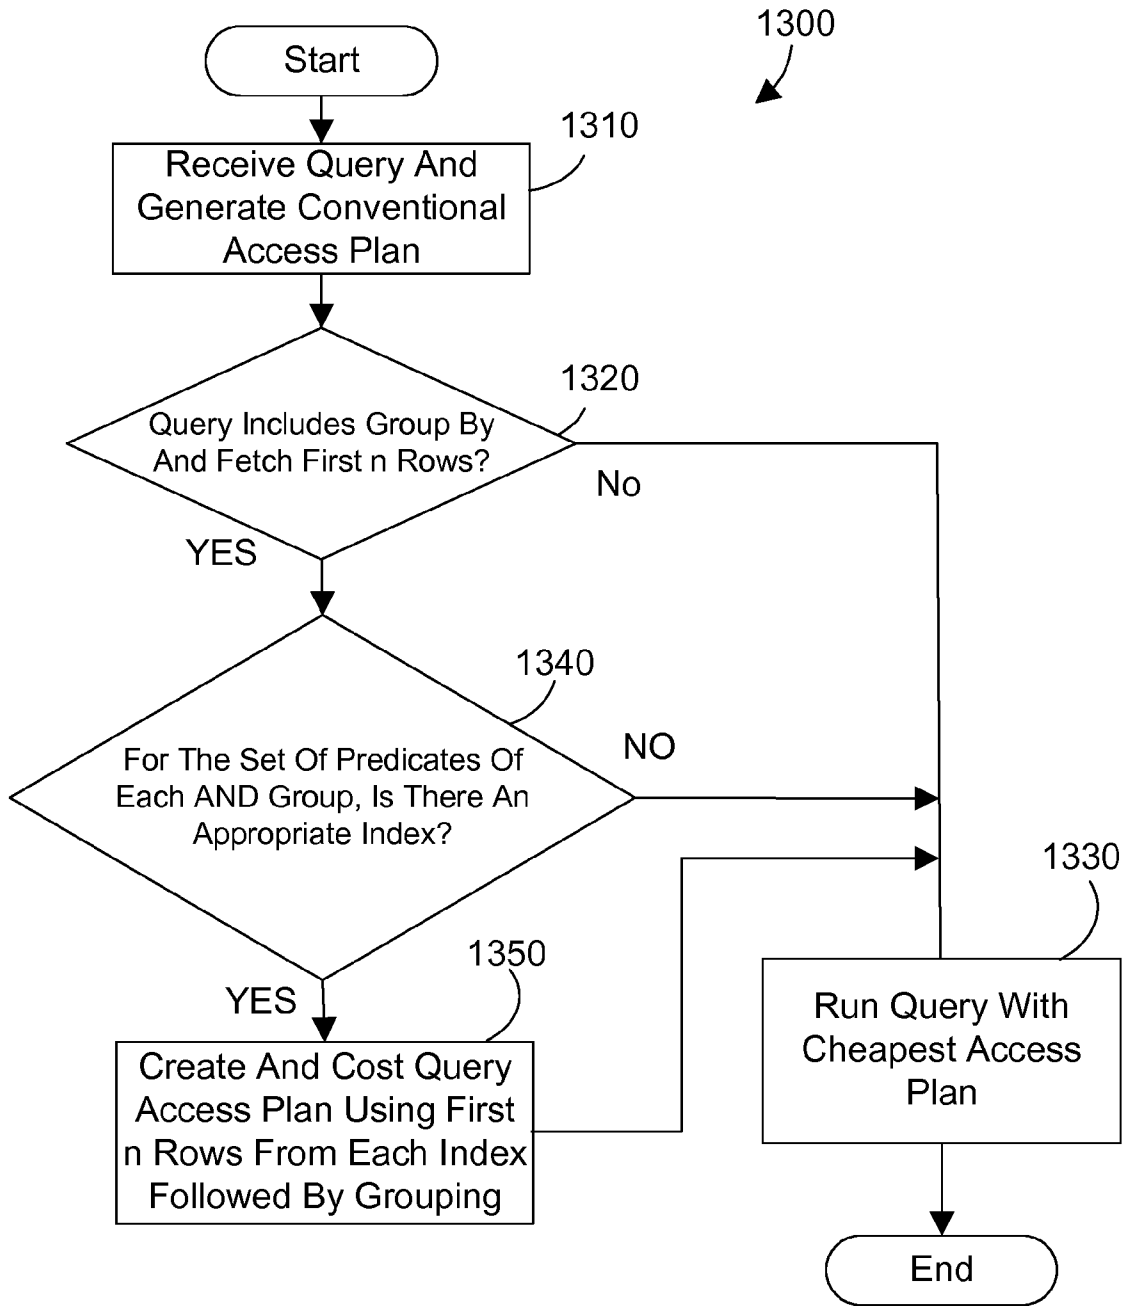 1300
Start
1310
Receive Query And
Generate Conventional
Access Plan
1320
Query Includes Group By
And Fetch First n Rows?
No
YES
1340
For The Set Of Predicates Of
Each AND Group, Is There An
Appropriate Index?
NO
1330
YES
1350
Create And Cost Query
Access Plan Using First
n Rows From Each Index
Followed By Grouping
Run Query With
Cheapest Access
Plan
End